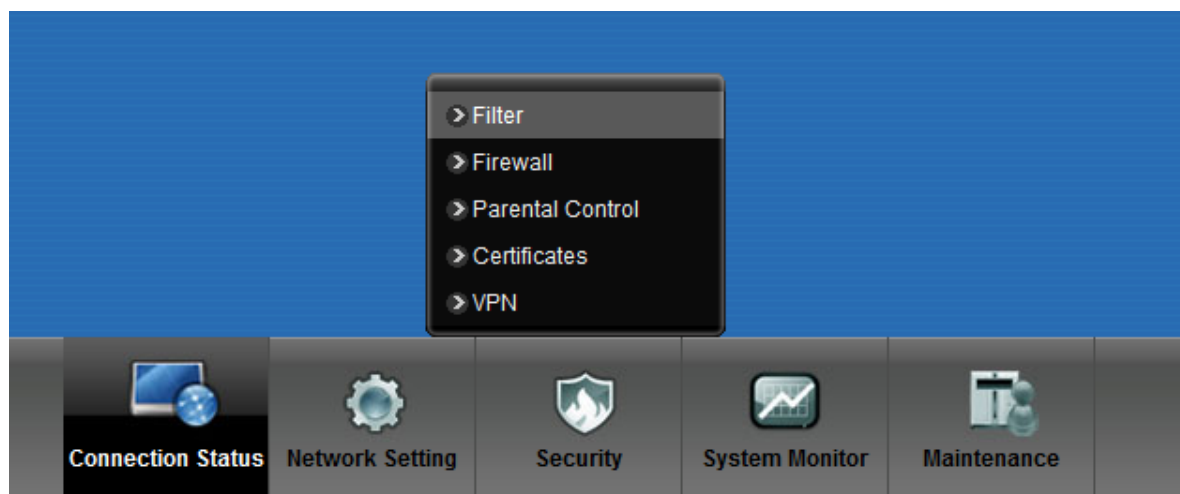 Filter
Firewall
Parental Control
Certificates
VPN
Connection Status
Network Setting
Security
System Monitor
Maintenance